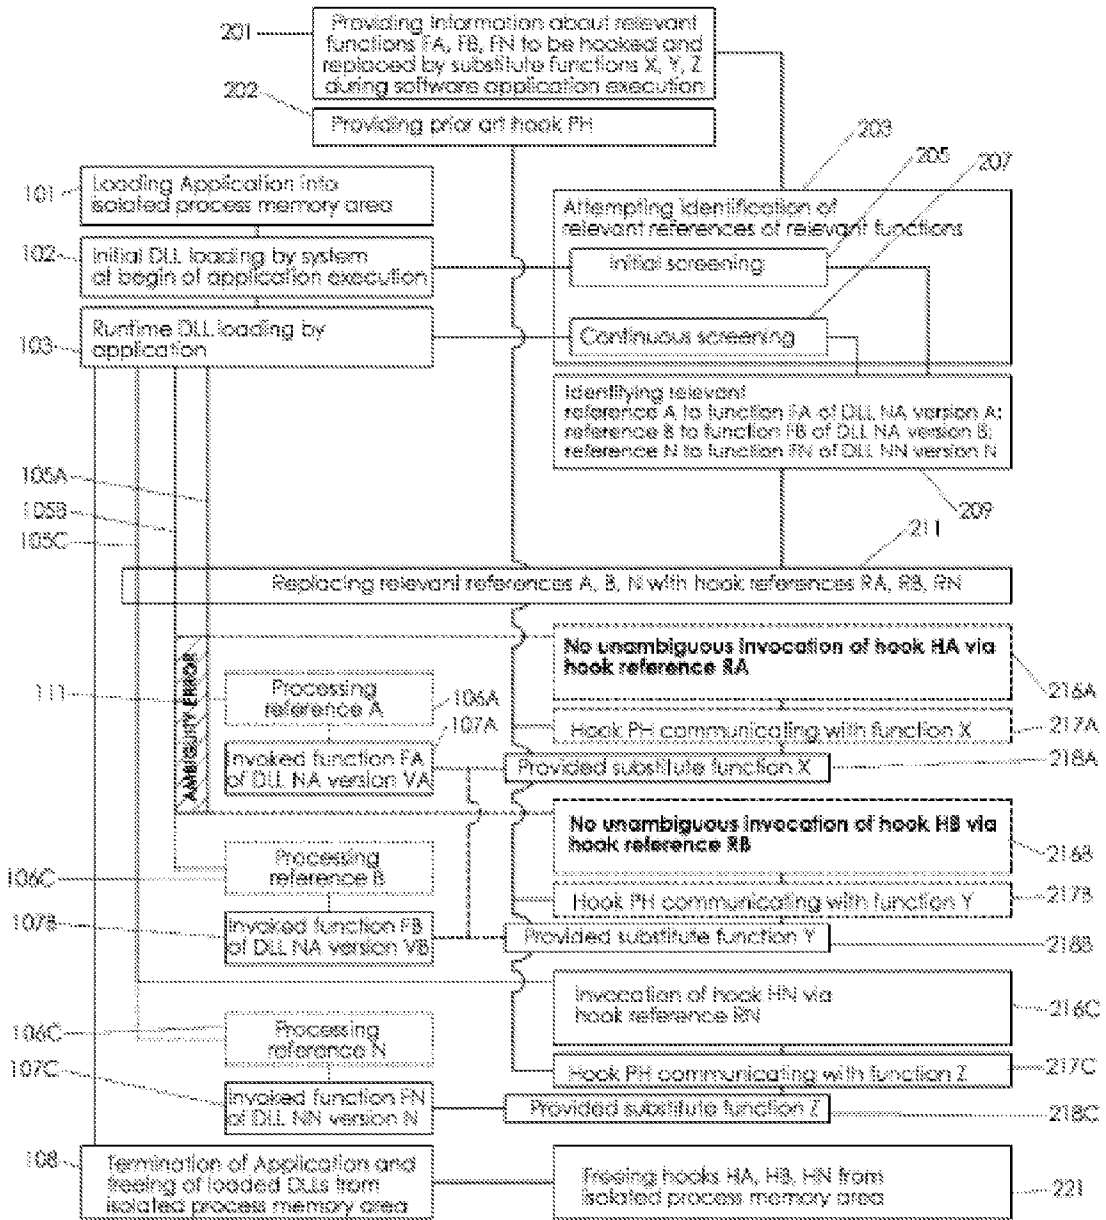 201
Providing information about relevant
functions FA, FB, FN to be hooked and
replaced by substitute functions X, Y, Z
during software application execution
202
Providing prior art hook PH
203
205
207
101
Loading Application into
isolated process memory area
Attempting identification of
relevant references of relevant functions
102
Initial DLL loading by system
at begin of application execution
Initial screening
103
Runtime DLL loading by
application
Continuous screening
Identifying relevant
reference A to function FA of DLL NA version A;
reference B to function FB of DLL NA version B;
reference N to function FN of DLL NN version N
105A
105B
105C
209
211
Replacing relevant references A, B, N with hook references RA, RB, RN
AMBIGUITY ERROR
No unambiguous invocation of hook HA via
hook reference RA
216A
111
Processing
reference A
106A
107A
Hook PH communicating with function X
217A
Invoked function FA
of DLL NA version VA
Provided substitute function X
218A
No unambiguous invocation of hook HB via
hook reference RB
216B
106C
Processing
reference B
Hook PH communicating with function Y
217B
107B
Invoked function FB
of DLL NA version VB
Provided substitute function Y
218B
Invocation of hook HN via
hook reference RN
216C
106C
Processing
reference N
107C
Hook PH communicating with function Z
217C
Invoked function FN
of DLL NN version N
Provided substitute function Z
218C
108
Termination of Application and
freeing of loaded DLLs from
isolated process memory area
Freeing hooks HA, HB, HN from
isolated process memory area
221